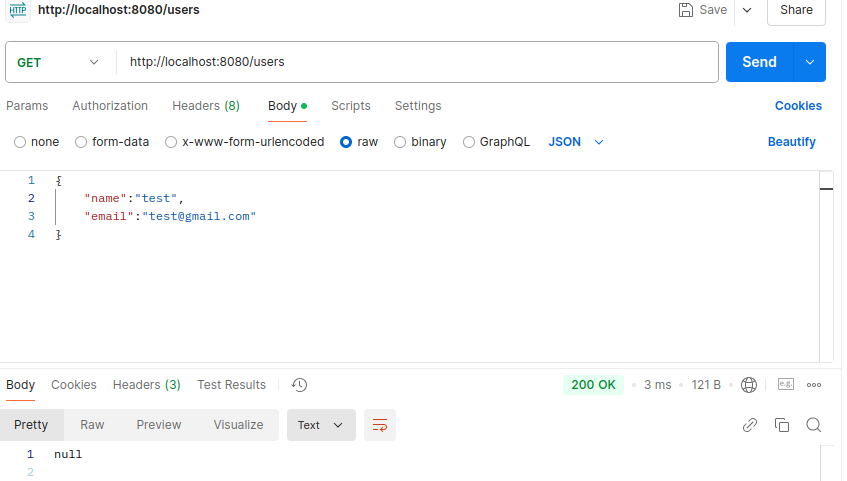 HTTP http://localhost:8080/users Save Share
GET http://localhost:8080/users Send
Params Authorization Headers (8) Body Scripts Settings Cookies
none form-data x-www-form-urlencoded raw binary GraphQL JSON Beautify
1 {
2 "name":"test",
3 "email":"test@gmail.com"
4 }
Body Cookies Headers (3) Test Results 200 OK • 3 ms • 121 B e.g.
Pretty Raw Preview Visualize Text
1 null
2